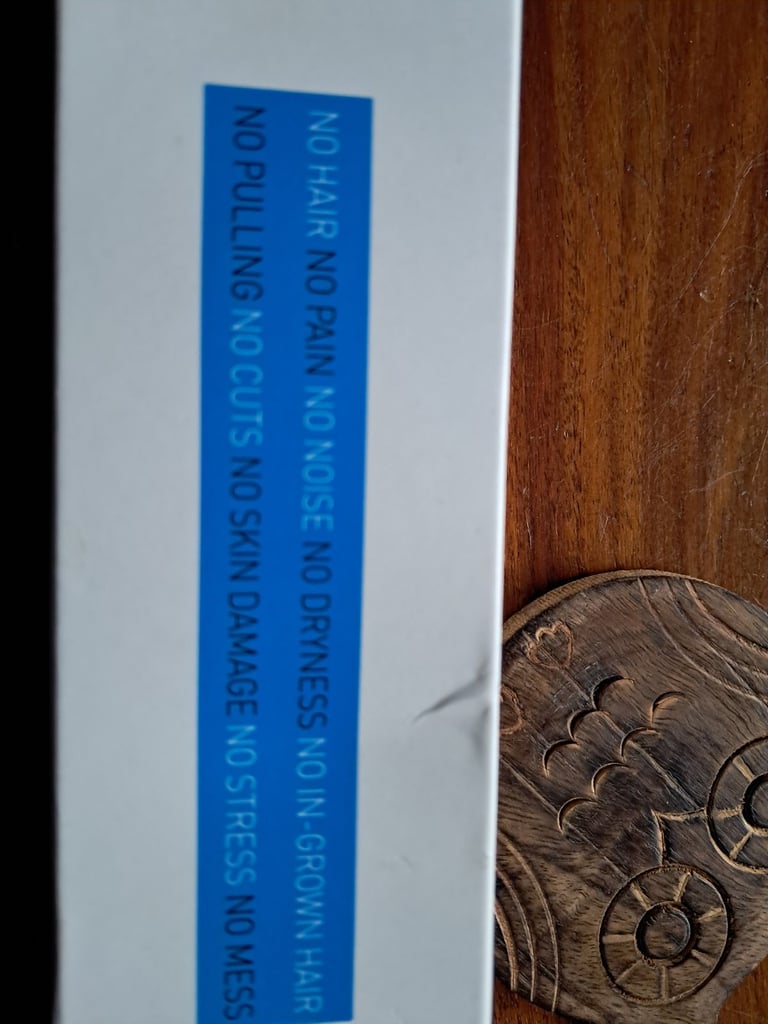 NO HAIR NO PAIN NO NOISE NO DRYNESS NO IN-GROWN HAIR
NO PULLING NO CUTS NO SKIN DAMAGE NO STRESS NO MESS